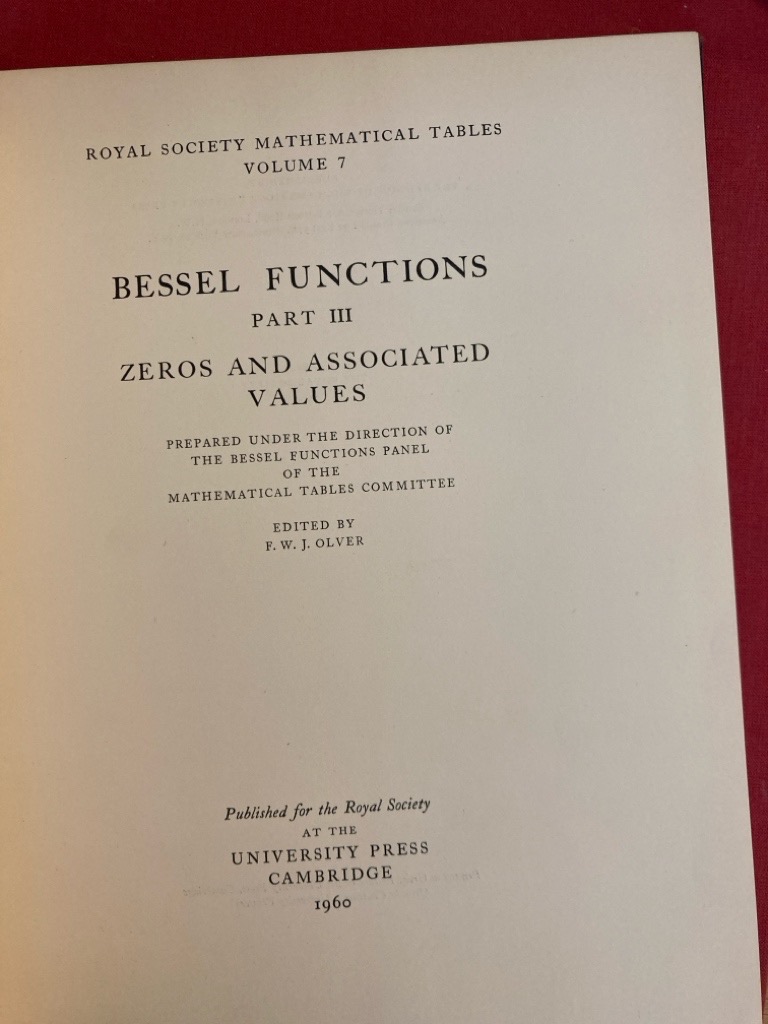 ROYAL SOCIETY MATHEMATICAL TABLES
VOLUME 7
BESSEL FUNCTIONS
PART III
ZEROS AND ASSOCIATED
VALUES
PREPARED UNDER THE DIRECTION OF
THE BESSEL FUNCTIONS PANEL
OF THE
MATHEMATICAL TABLES COMMITTEE
EDITED BY
F. W. J. OLVER
Published for the Royal Society
AT THE
UNIVERSITY PRESS
CAMBRIDGE
1960